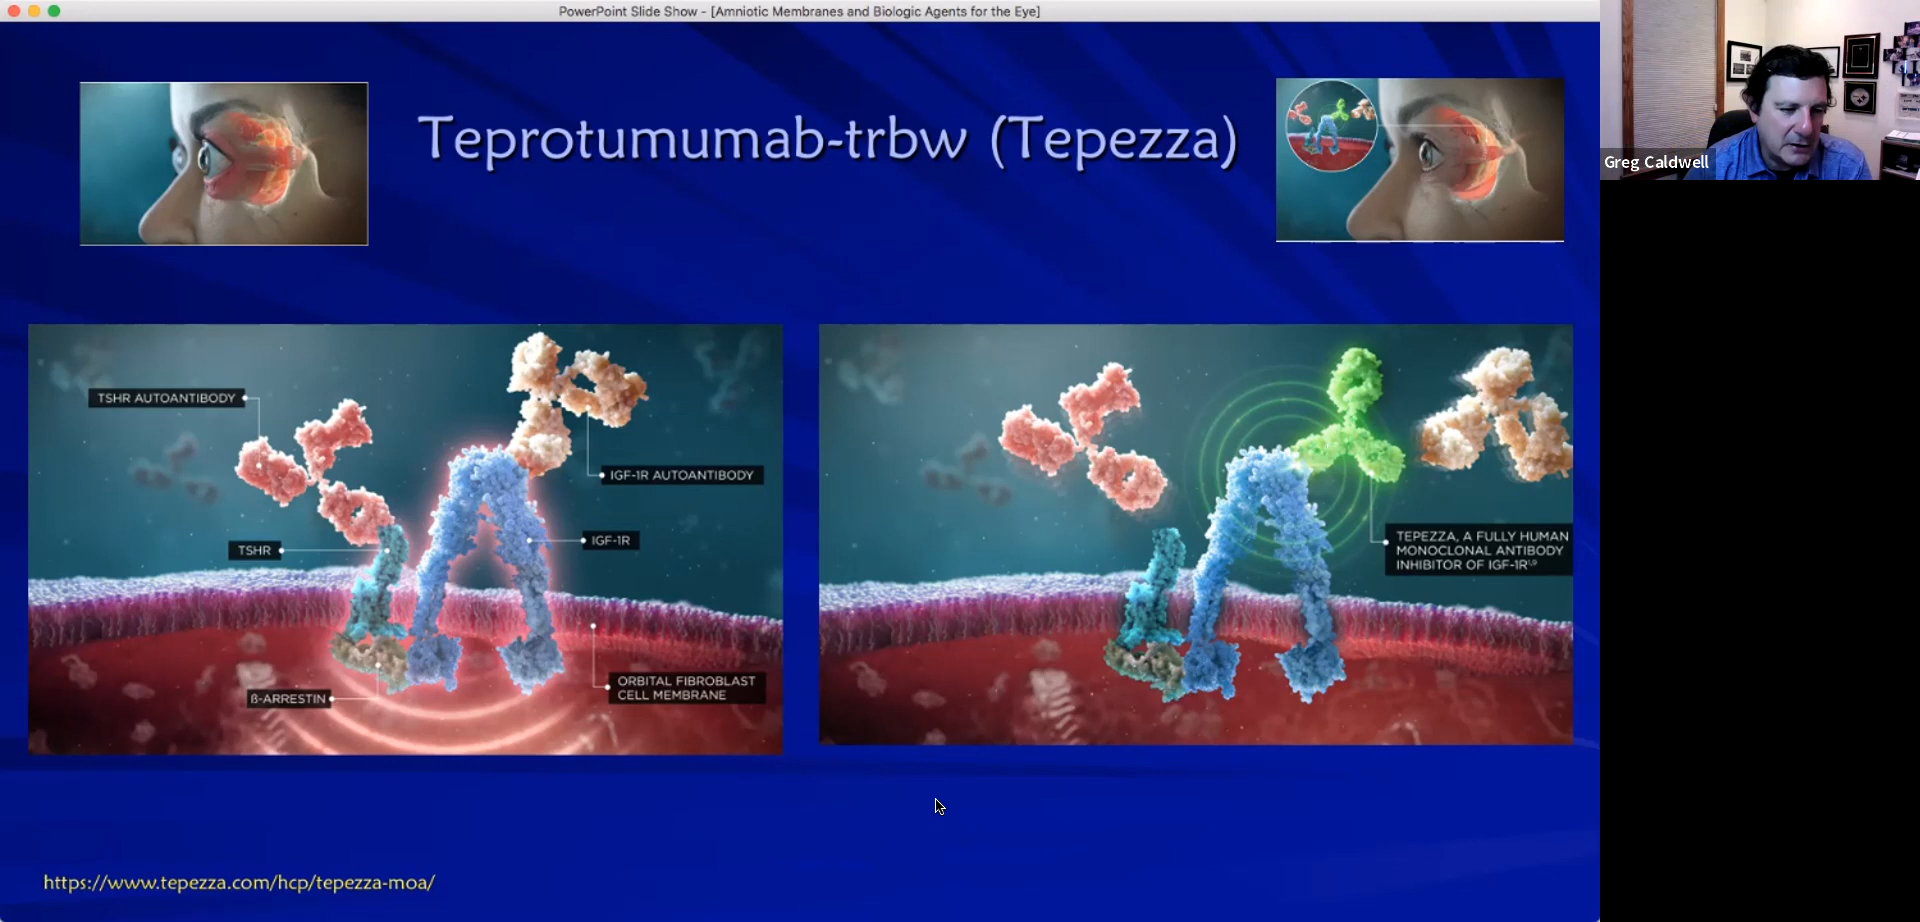 PowerPoint Slide Show - [Amniotic Membranes and Biologic Agents for the Eye]
Teprotumumab-trbw (Tepezza)
Greg Caldwell
TSHR AUTOANTIBODY
IGF-1R AUTOANTIBODY
TSHR
IGF-1R
ß-ARRESTIN
ORBITAL FIBROBLAST
CELL MEMBRANE
TEPEZZA, A FULLY HUMAN
MONOCLONAL ANTIBODY
INHIBITOR OF IGF-1R¹,⁹
https://www.tepezza.com/hcp/tepezza-moa/